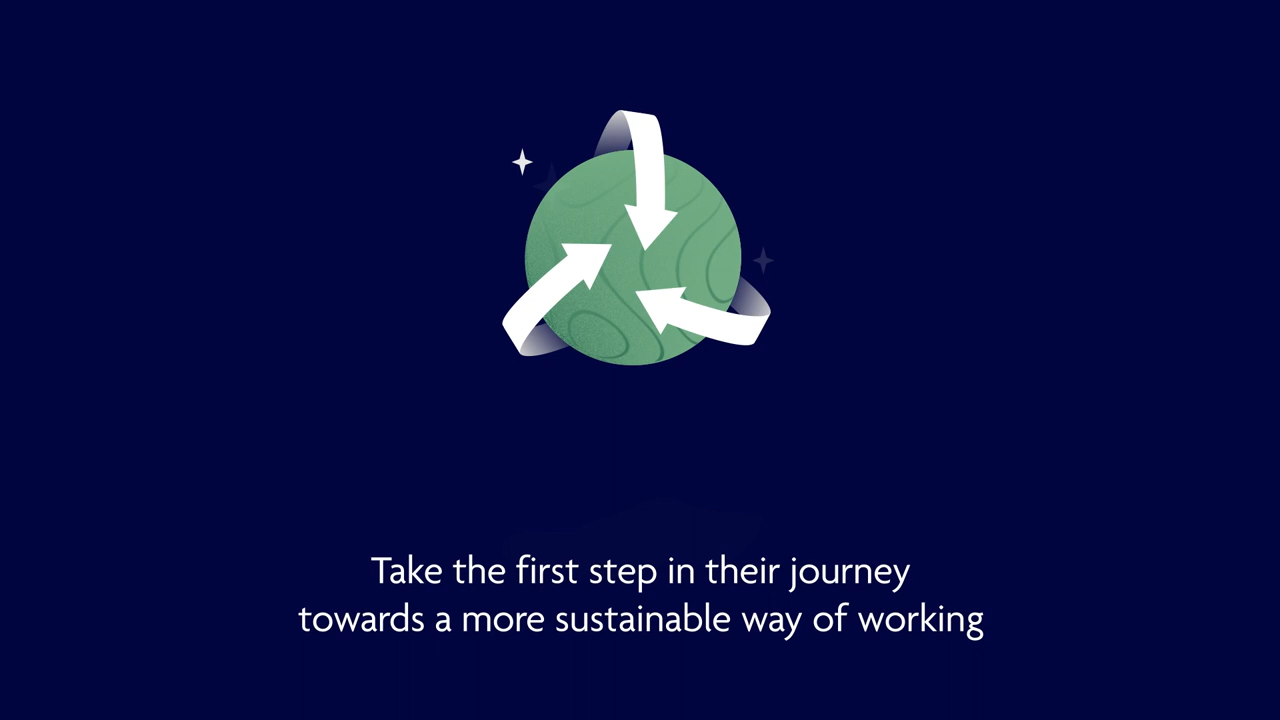 Take the first step in their journey
towards a more sustainable way of working